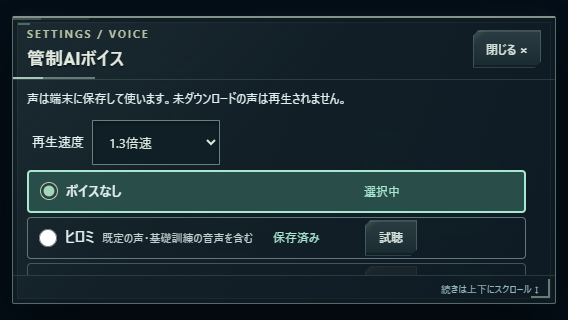 SETTINGS / VOICE
管制AIボイス
閉じる ×
声は端末に保存して使います。未ダウンロードの声は再生されません。
再生速度 1.3倍速
ボイスなし 選択中
ヒロミ 既定の声・基礎訓練の音声を含む 保存済み 試聴
続きは上下にスクロール ↕